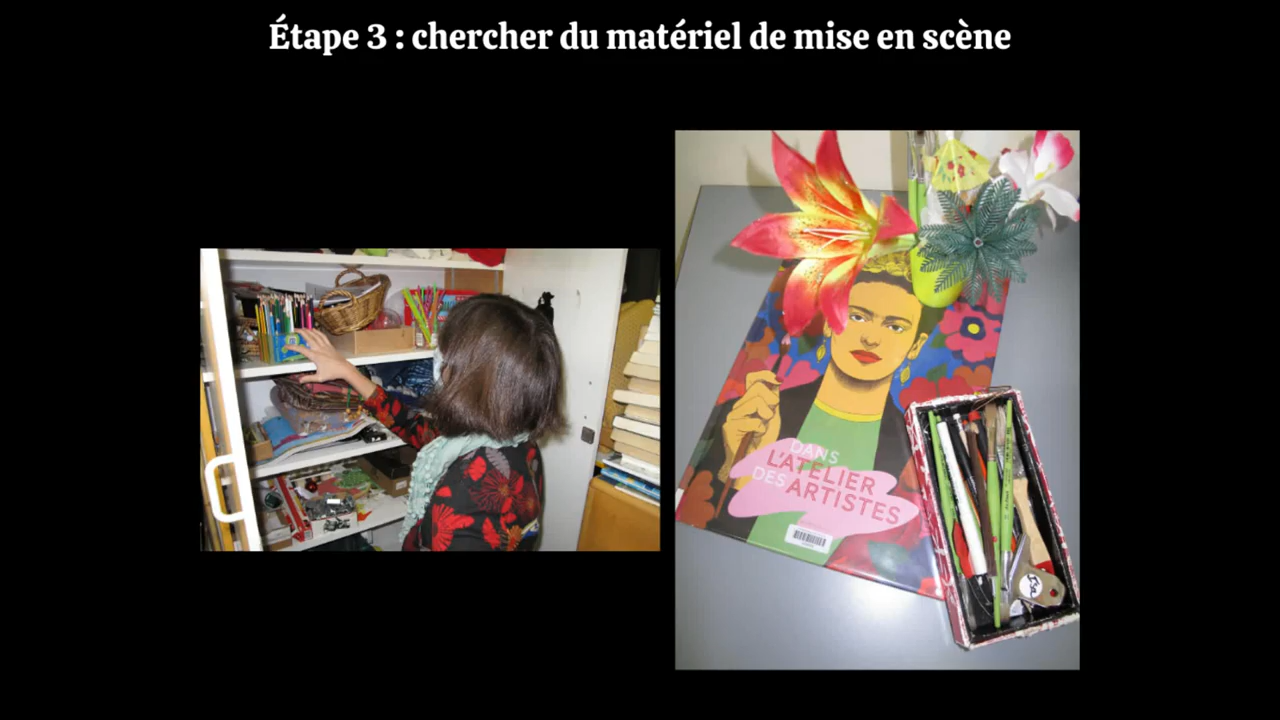 Étape 3 : chercher du matériel de mise en scène
DANS
L'ATELIER
DES ARTISTES